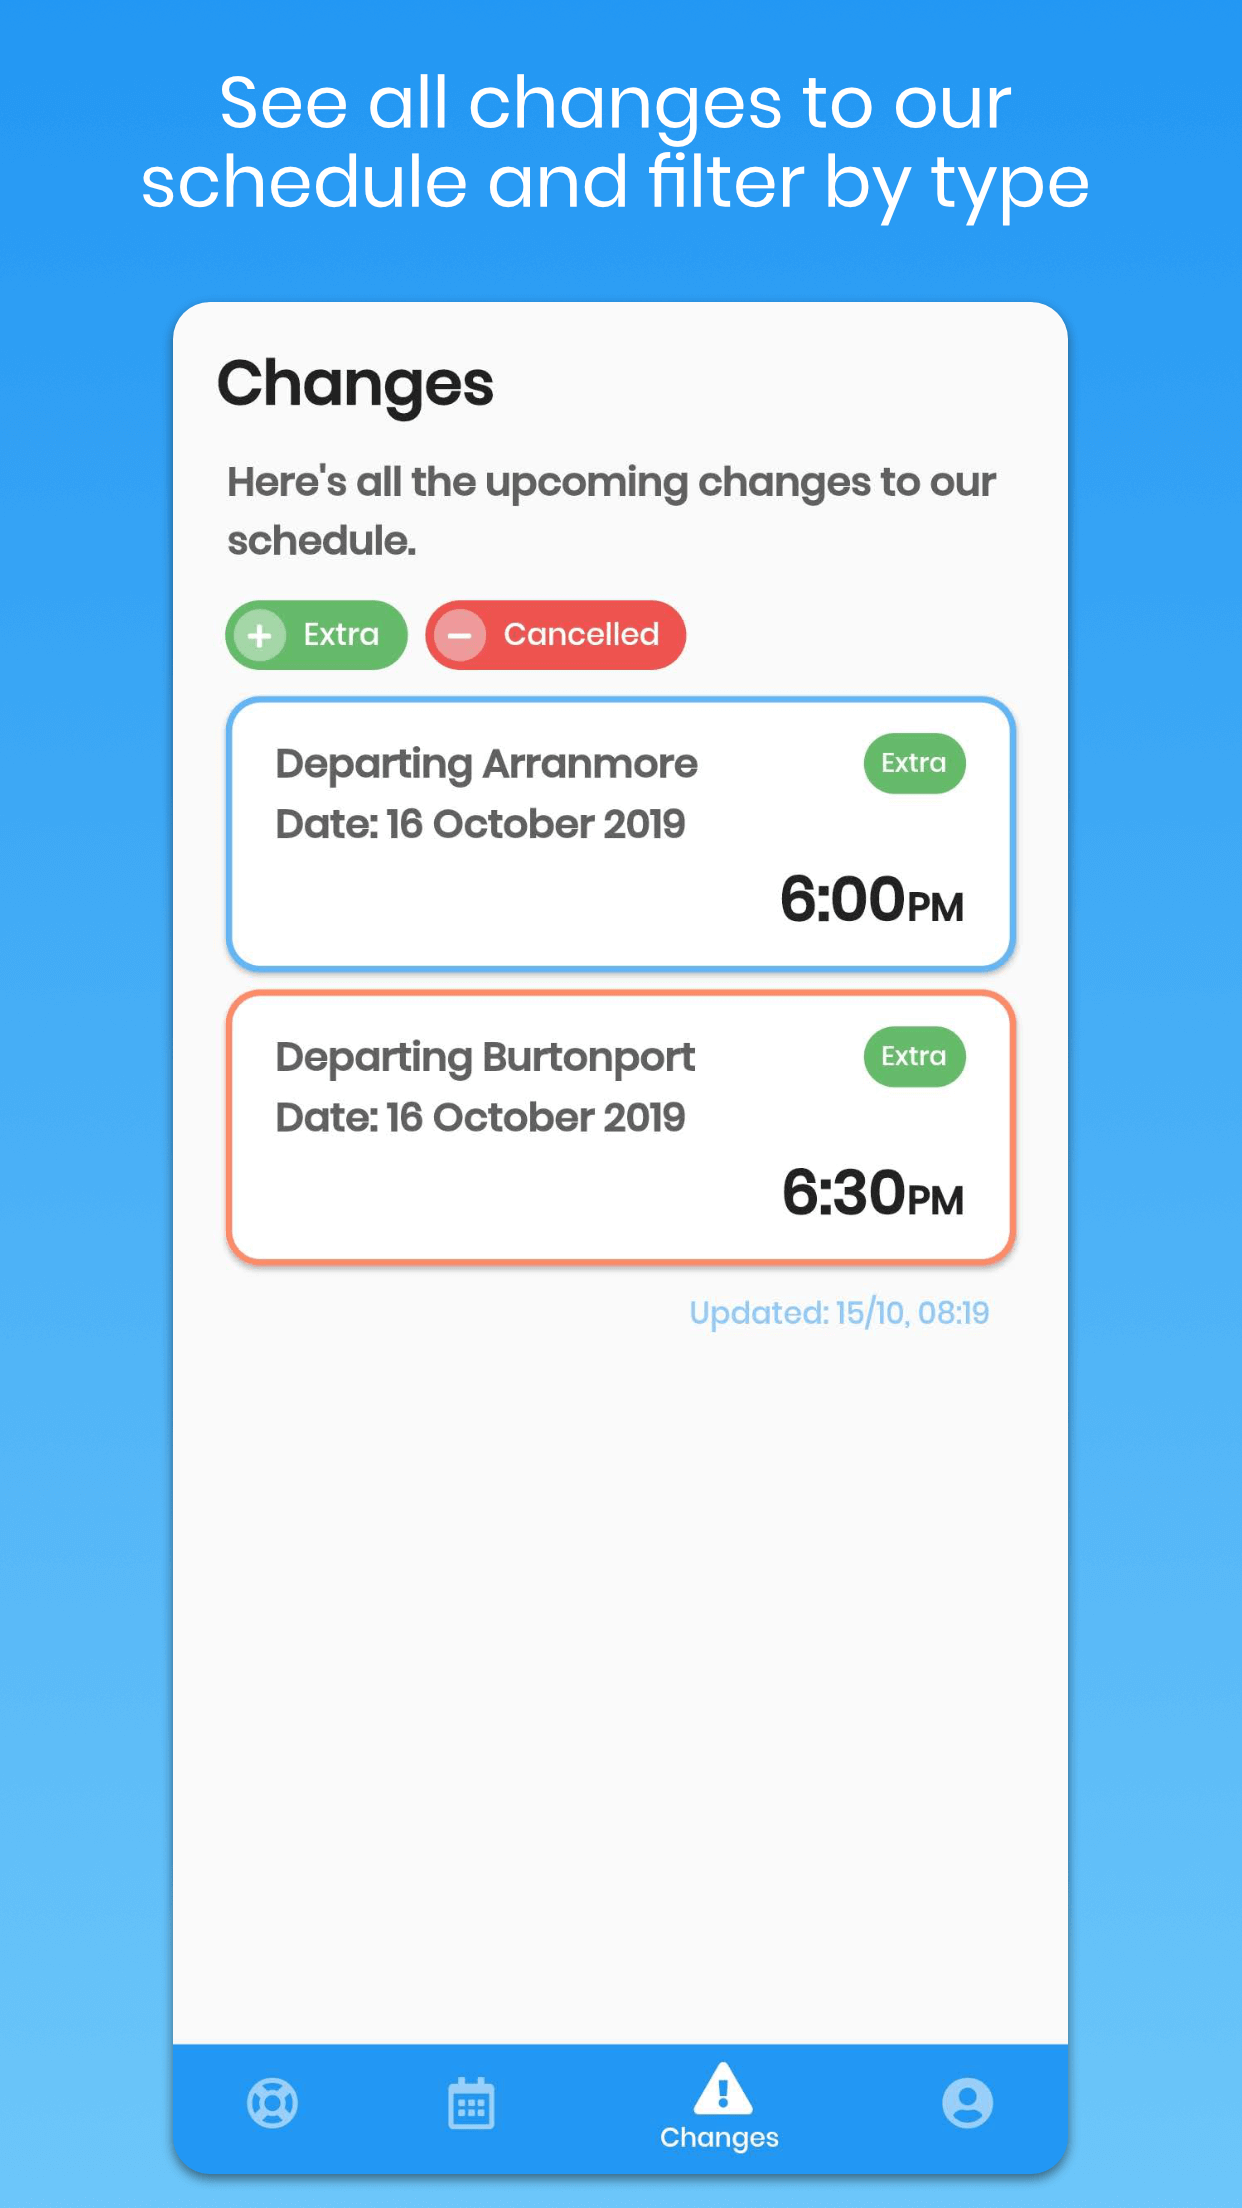 See all changes to our
schedule and filter by type
Changes
Here's all the upcoming changes to our
schedule.
Extra
Cancelled
Departing Arranmore
Extra
Date: 16 October 2019
6:00PM
Departing Burtonport
Extra
Date: 16 October 2019
6:30PM
Updated: 15/10, 08:19
Changes